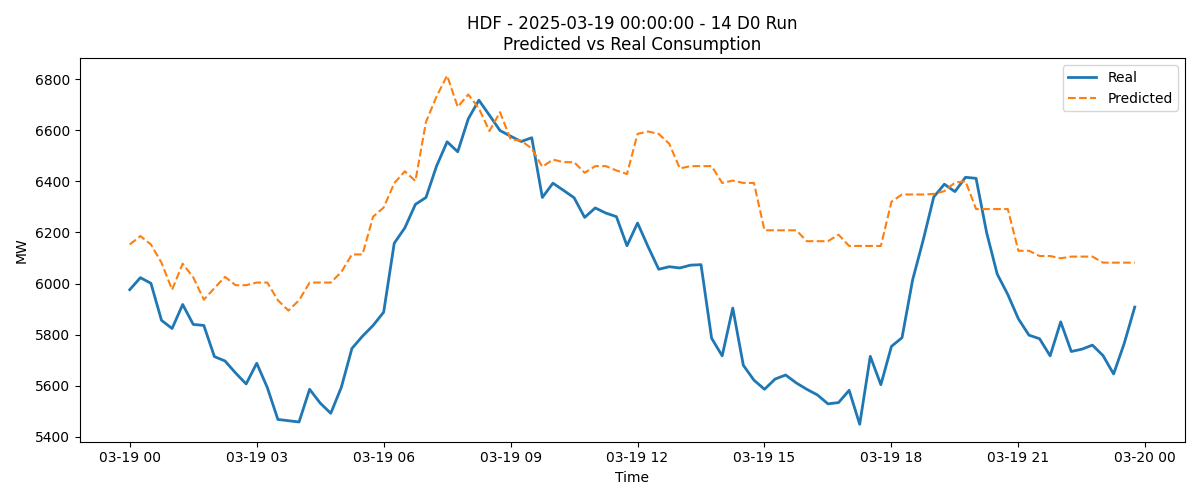 HDF - 2025-03-19 00:00:00 - 14 D0 Run
Predicted vs Real Consumption
Real
Predicted
MW
6800
6600
6400
6200
6000
5800
5600
5400
03-19 00
03-19 03
03-19 06
03-19 09
03-19 12
03-19 15
03-19 18
03-19 21
03-20 00
Time